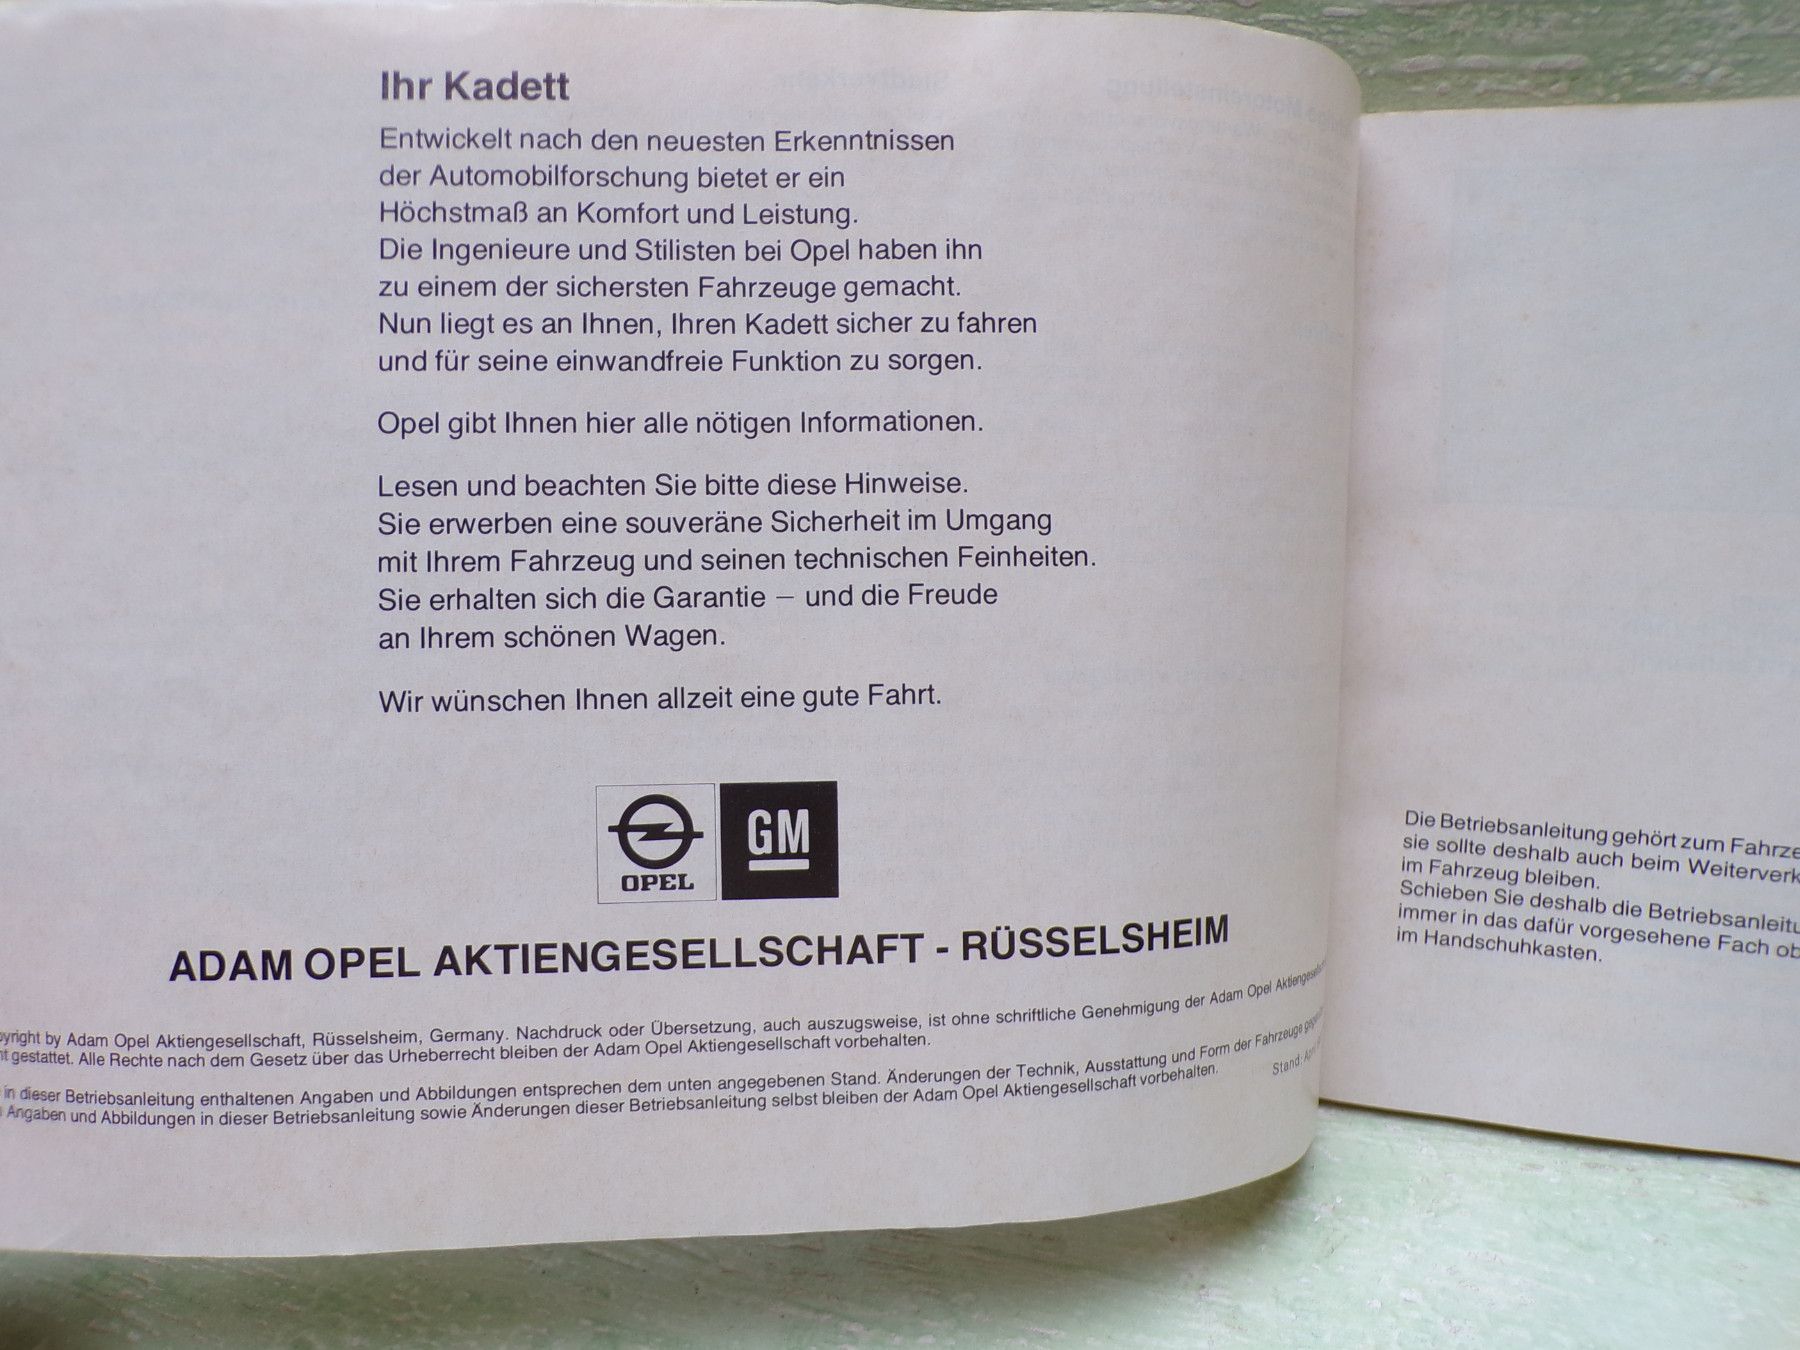 Ihr Kadett
Entwickelt nach den neuesten Erkenntnissen
der Automobilforschung bietet er ein
Höchstmaß an Komfort und Leistung.
Die Ingenieure und Stilisten bei Opel haben ihn
zu einem der sichersten Fahrzeuge gemacht.
Nun liegt es an Ihnen, Ihren Kadett sicher zu fahren
und für seine einwandfreie Funktion zu sorgen.
Opel gibt Ihnen hier alle nötigen Informationen.
Lesen und beachten Sie bitte diese Hinweise.
Sie erwerben eine souveräne Sicherheit im Umgang
mit Ihrem Fahrzeug und seinen technischen Feinheiten.
Sie erhalten sich die Garantie – und die Freude
an Ihrem schönen Wagen.
Wir wünschen Ihnen allzeit eine gute Fahrt.
OPEL
GM
ADAM OPEL AKTIENGESELLSCHAFT - RÜSSELSHEIM
by Adam Opel Aktiengesellschaft, Rüsselsheim, Germany. Nachdruck oder Übersetzung, auch auszugsweise, ist ohne schriftliche Genehmigung der Adam Opel
gestattet. Alle Rechte nach dem Gesetz über das Urheberrecht bleiben der Adam Opel Aktiengesellschaft vorbehalten.
in dieser Betriebsanleitung enthaltenen Angaben und Abbildungen entsprechen dem unten angegebenen Stand. Änderungen der Technik, Ausstattung und Form der Fahrzeuge
Angaben und Abbildungen in dieser Betriebsanleitung sowie Änderungen dieser Betriebsanleitung selbst bleiben der Adam Opel Aktiengesellschaft vorbehalten.
Stand:
Die Betriebsanleitung gehört zum
sie sollte deshalb auch beim
im Fahrzeug bleiben.
Schieben Sie deshalb die
immer in das dafür vorgesehene Fach
im Handschuhkasten.